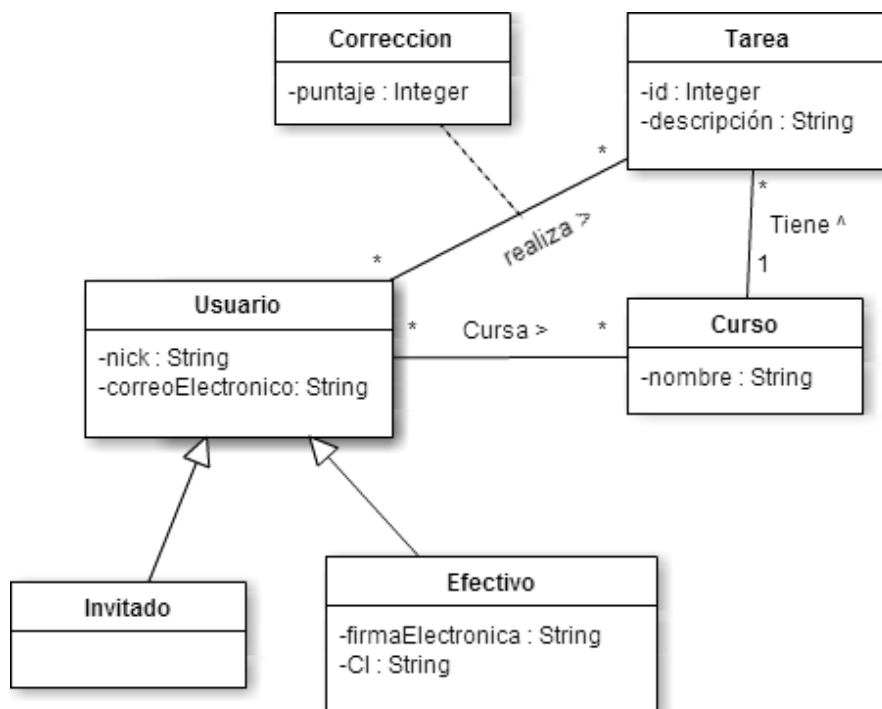 Correccion
-puntaje : Integer
Tarea
-id : Integer
-descripción : String
*
realiza >
*
*
Tiene ^
1
Usuario
-nick : String
-correoElectronico: String
*
Cursa >
*
Curso
-nombre : String
Invitado
Efectivo
-firmaElectronica : String
-CI : String